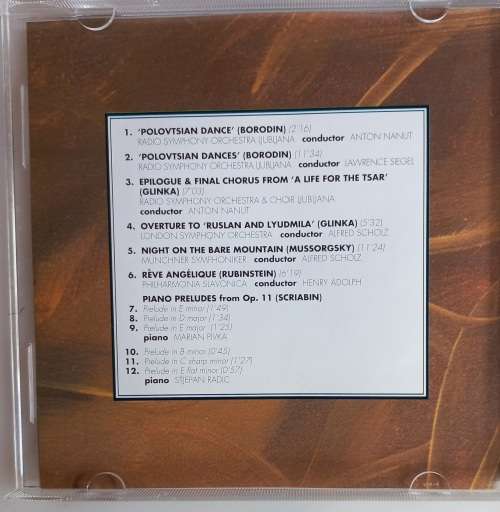 1. 'POLOVTSIAN DANCE' (BORODIN) (2'16)
RADIO SYMPHONY ORCHESTRA LJUBLJANA conductor ANTON NANUT
2. 'POLOVTSIAN DANCES' (BORODIN) (11'34)
RADIO SYMPHONY ORCHESTRA LJUBLJANA conductor LAWRENCE SIEGEL
3. EPILOGUE & FINAL CHORUS FROM 'A LIFE FOR THE TSAR'
(GLINKA) (7'03)
RADIO SYMPHONY ORCHESTRA & CHOIR LJUBLJANA
conductor ANTON NANUT
4. OVERTURE TO 'RUSLAN AND LYUDMILA' (GLINKA) (5'32)
LONDON SYMPHONY ORCHESTRA conductor ALFRED SCHOLZ
5. NIGHT ON THE BARE MOUNTAIN (MUSSORGSKY) (11'24)
MÜNCHNER SYMFHONIKER conductor ALFRED SCHOLZ
6. RÊVE ANGÉLIQUE (RUBINSTEIN) (6'19)
PHILHARMONIA SLAVONICA conductor HENRY ADOLPH
PIANO PRELUDES from Op. 11 (SCRIABIN)
7. Prelude in E minor (1'49)
8. Prelude in D major (1'34)
9. Prelude in E major (1'25)
piano MARIAN PIVKA
10. Prelude in B minor (0'45)
11. Prelude in C sharp minor (1'27)
12. Prelude in E flat minor (0'57)
piano STJEPAN RADIC